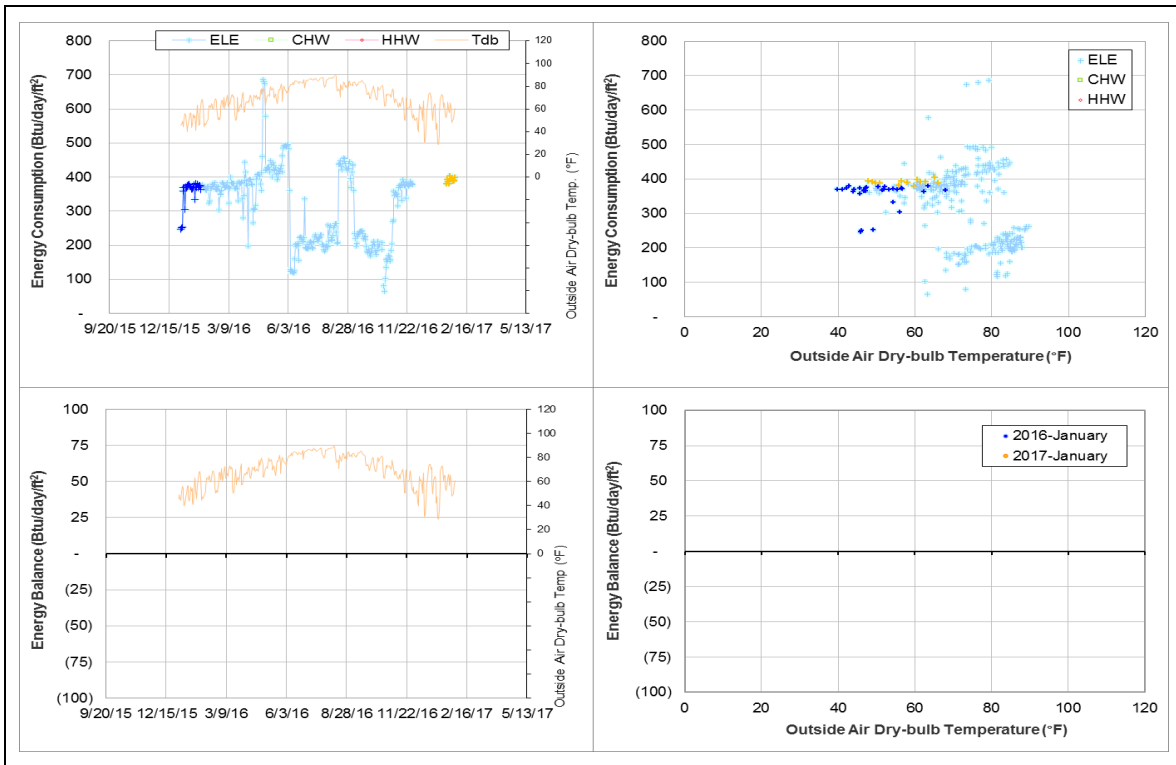 ELE CHW HHW Tdb
Energy Consumption (Btu/day/ft²)
800
700
600
500
400
300
200
100
-
120
100
80
60
40
20
0
Outside Air Dry-bulb Temp. (°F)
9/20/15 12/15/15 3/9/16 6/3/16 8/28/16 11/22/16 2/16/17 5/13/17
Energy Consumption (Btu/day/ft²)
800
700
600
500
400
300
200
100
-
ELE
CHW
HHW
0 20 40 60 80 100 120
Outside Air Dry-bulb Temperature (°F)
Energy Balance (Btu/day/ft²)
100
75
50
25
-
(25)
(50)
(75)
(100)
120
100
80
60
40
20
0
Outside Air Dry-bulb Temp (°F)
9/20/15 12/15/15 3/9/16 6/3/16 8/28/16 11/22/16 2/16/17 5/13/17
Energy Balance (Btu/day/ft²)
100
75
50
25
-
(25)
(50)
(75)
(100)
2016-January
2017-January
0 20 40 60 80 100 120
Outside Air Dry-bulb Temperature (°F)